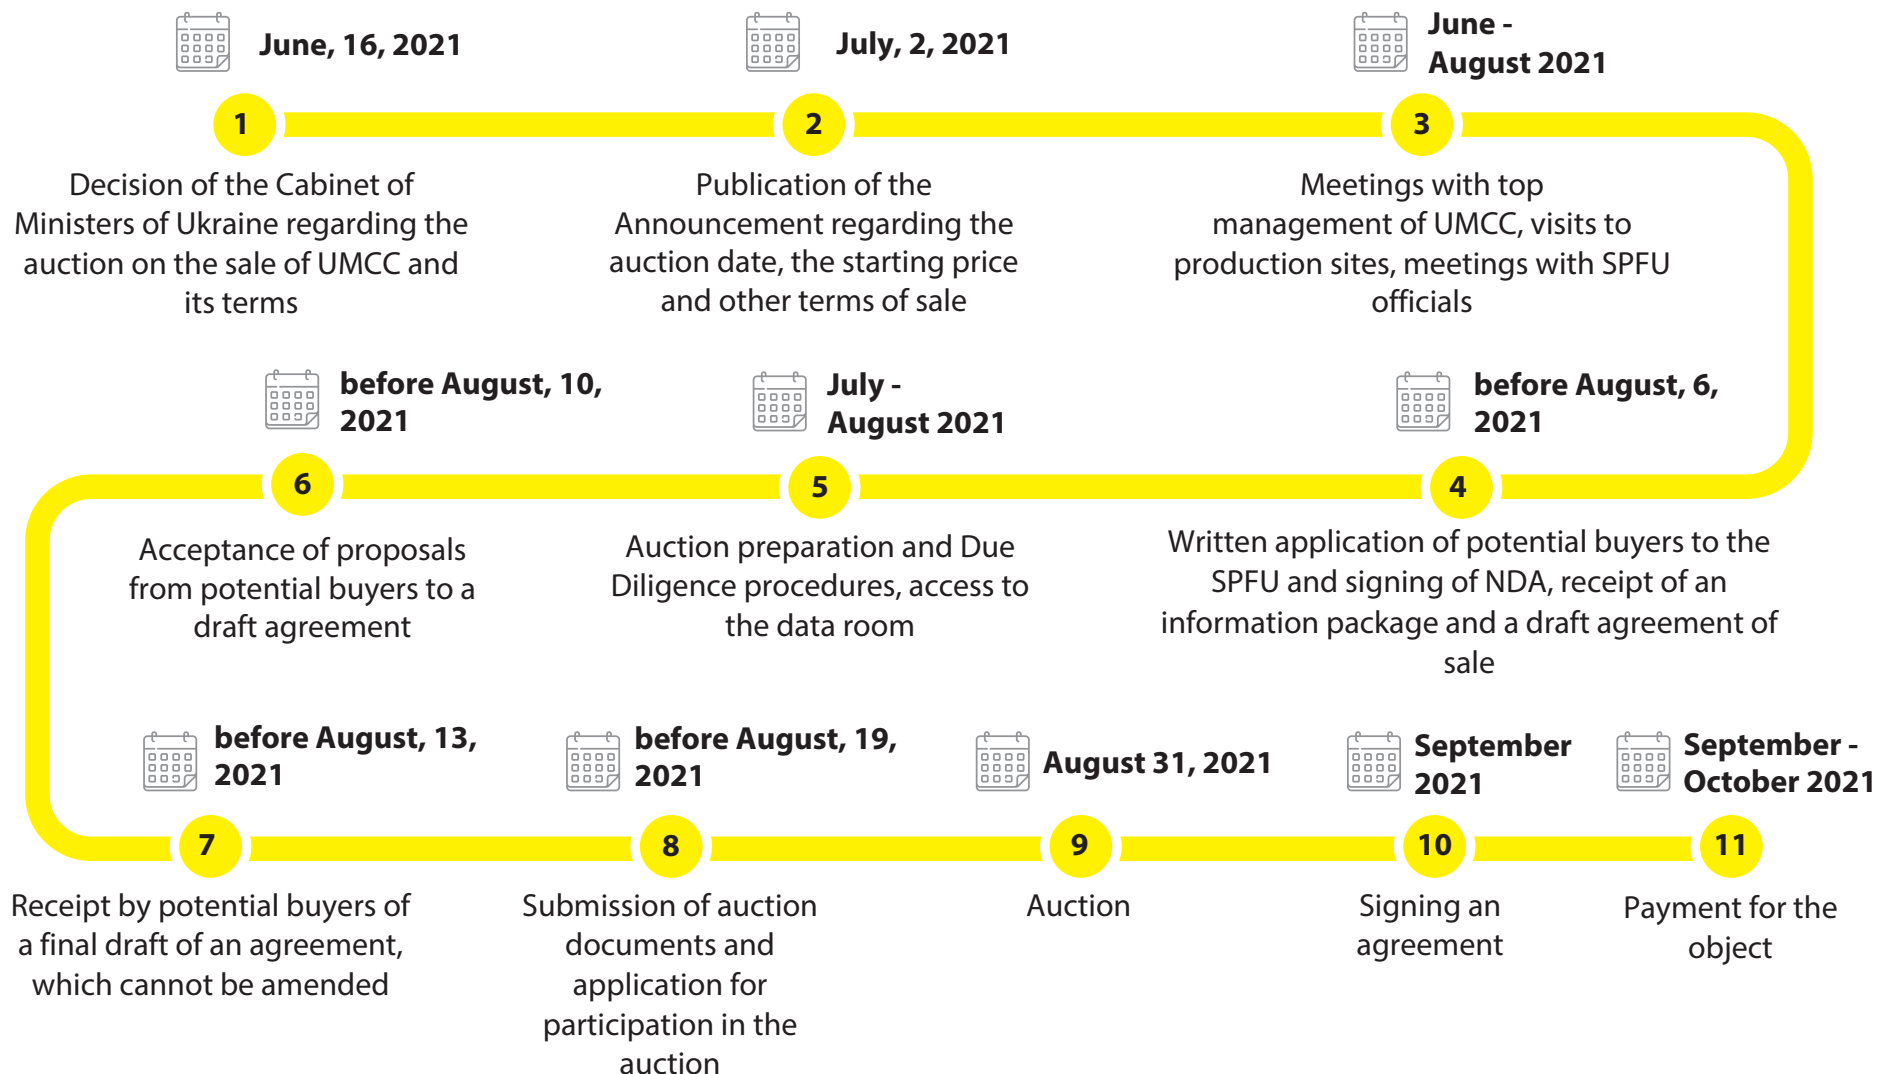 June, 16, 2021
1
Decision of the Cabinet of
Ministers of Ukraine regarding the
auction on the sale of UMCC and
its terms
July, 2, 2021
2
Publication of the
Announcement regarding the
auction date, the starting price
and other terms of sale
June -
August 2021
3
Meetings with top
management of UMCC, visits to
production sites, meetings with SPFU
officials
before August, 6,
2021
4
Written application of potential buyers to the
SPFU and signing of NDA, receipt of an
information package and a draft agreement of
sale
July -
August 2021
5
Auction preparation and Due
Diligence procedures, access to
the data room
before August, 10,
2021
6
Acceptance of proposals
from potential buyers to a
draft agreement
before August, 13,
2021
7
Receipt by potential buyers of
a final draft of an agreement,
which cannot be amended
before August, 19,
2021
8
Submission of auction
documents and
application for
participation in the
auction
August 31, 2021
9
Auction
September
2021
10
Signing an
agreement
September -
October 2021
11
Payment for the
object